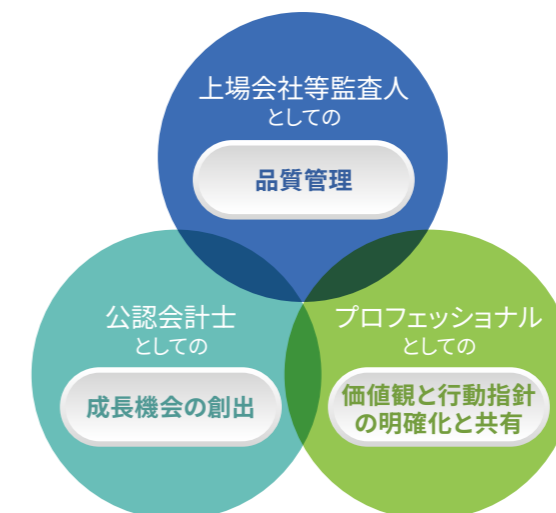 上場会社等監査人
としての
品質管理
公認会計士
としての
成長機会の創出
プロフェッショナル
としての
価値観と行動指針
の明確化と共有